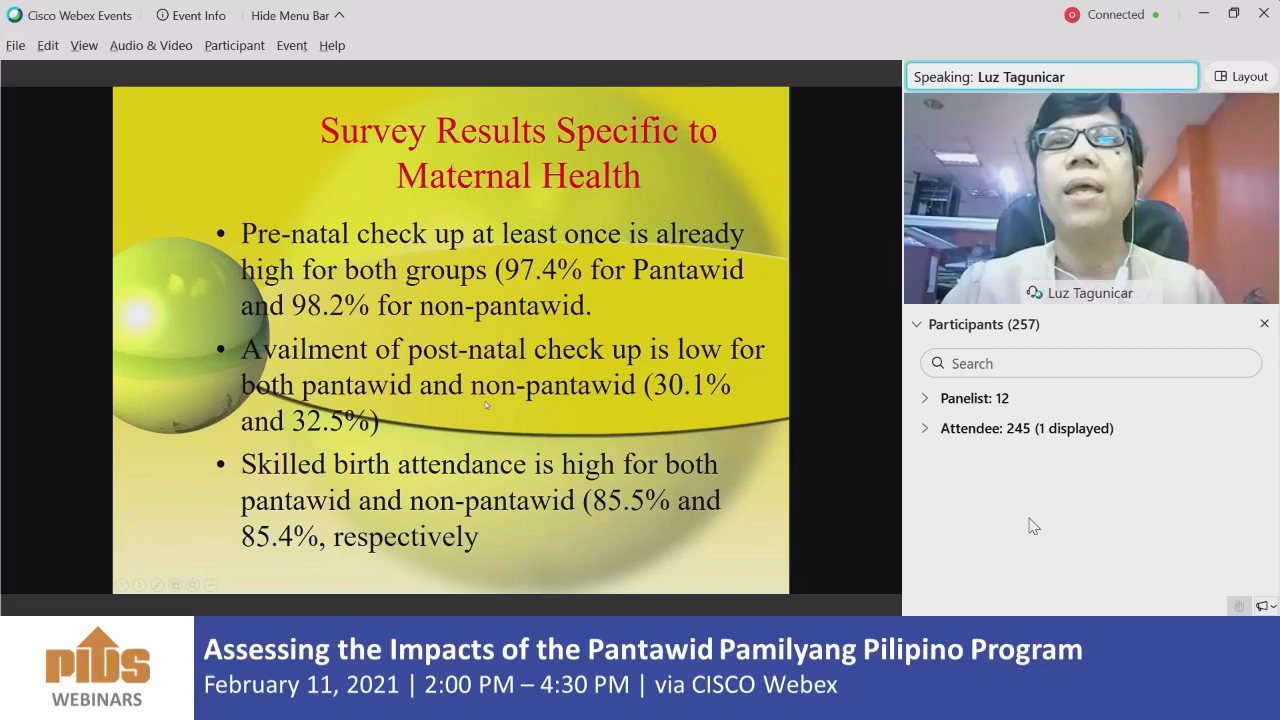 Cisco Webex Events
Event Info
Hide Menu Bar
Connected
File Edit View Audio & Video Participant Event Help
Survey Results Specific to
Maternal Health
• Pre-natal check up at least once is already
high for both groups (97.4% for Pantawid
and 98.2% for non-pantawid.
• Availment of post-natal check up is low for
both pantawid and non-pantawid (30.1%
and 32.5%)
• Skilled birth attendance is high for both
pantawid and non-pantawid (85.5% and
85.4%, respectively
Speaking: Luz Tagunicar
Layout
Luz Tagunicar
Participants (257)
Search
Panelist: 12
Attendee: 245 (1 displayed)
PIDS
WEBINARS
Assessing the Impacts of the Pantawid Pamilyang Pilipino Program
February 11, 2021 | 2:00 PM – 4:30 PM | via CISCO Webex